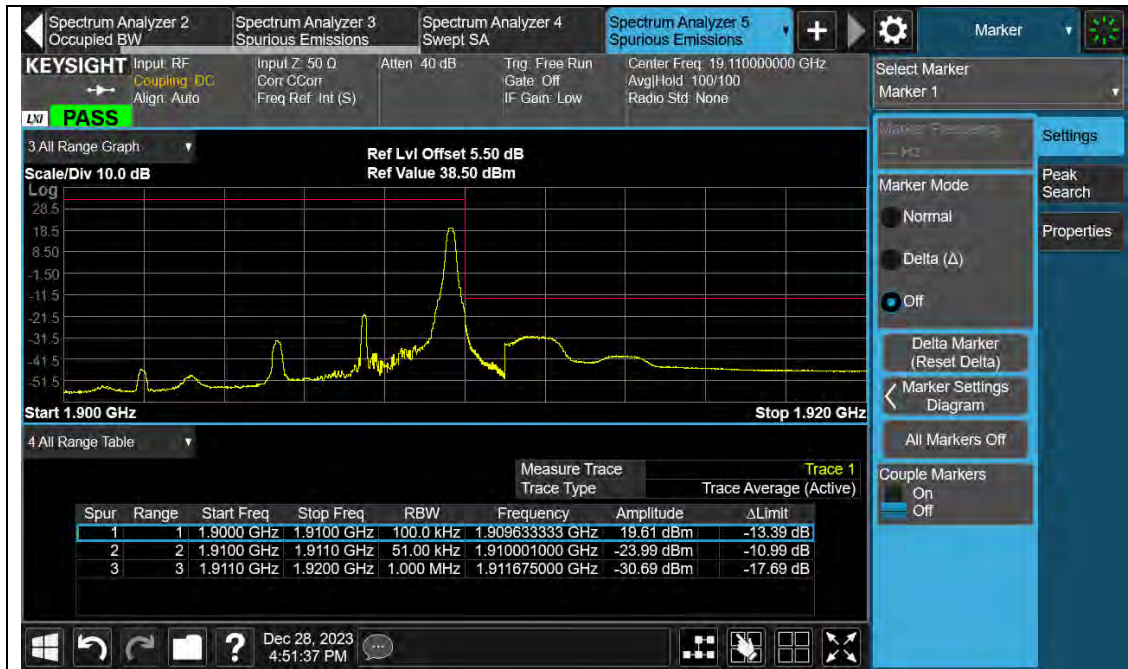 Spectrum Analyzer 2
Occupied BW
Spectrum Analyzer 3
Spurious Emissions
Spectrum Analyzer 4
Swept SA
Spectrum Analyzer 5
Spurious Emissions
Marker
KEYSIGHT
Input: RF
Coupling: DC
Align: Auto
Input Z: 50 Ω
Corr CCorr
Freq Ref: Int (S)
Atten: 40 dB
Trig: Free Run
Gate: Off
IF Gain: Low
Center Freq: 19.110000000 GHz
Avg|Hold: 100/100
Radio Std: None
LXI
PASS
3 All Range Graph
Scale/Div 10.0 dB
Ref Lvl Offset 5.50 dB
Ref Value 38.50 dBm
Log
28.5
18.5
8.50
-1.50
-11.5
-21.5
-31.5
-41.5
-51.5
Start 1.900 GHz
Stop 1.920 GHz
4 All Range Table
Measure Trace Trace 1
Trace Type Trace Average (Active)
Spur Range Start Freq Stop Freq RBW Frequency Amplitude ΔLimit
1 1 1.9000 GHz 1.9100 GHz 100.0 kHz 1.909633333 GHz 19.61 dBm -13.39 dB
2 2 1.9100 GHz 1.9110 GHz 51.00 kHz 1.910001000 GHz -23.99 dBm -10.99 dB
3 3 1.9110 GHz 1.9200 GHz 1.000 MHz 1.911675000 GHz -30.69 dBm -17.69 dB
Dec 28, 2023
4:51:37 PM
Select Marker
Marker 1
Marker Frequency
--- Hz
Marker Mode
Normal
Delta (Δ)
Off
Delta Marker
(Reset Delta)
Marker Settings
Diagram
All Markers Off
Couple Markers
On
Off
Settings
Peak
Search
Properties